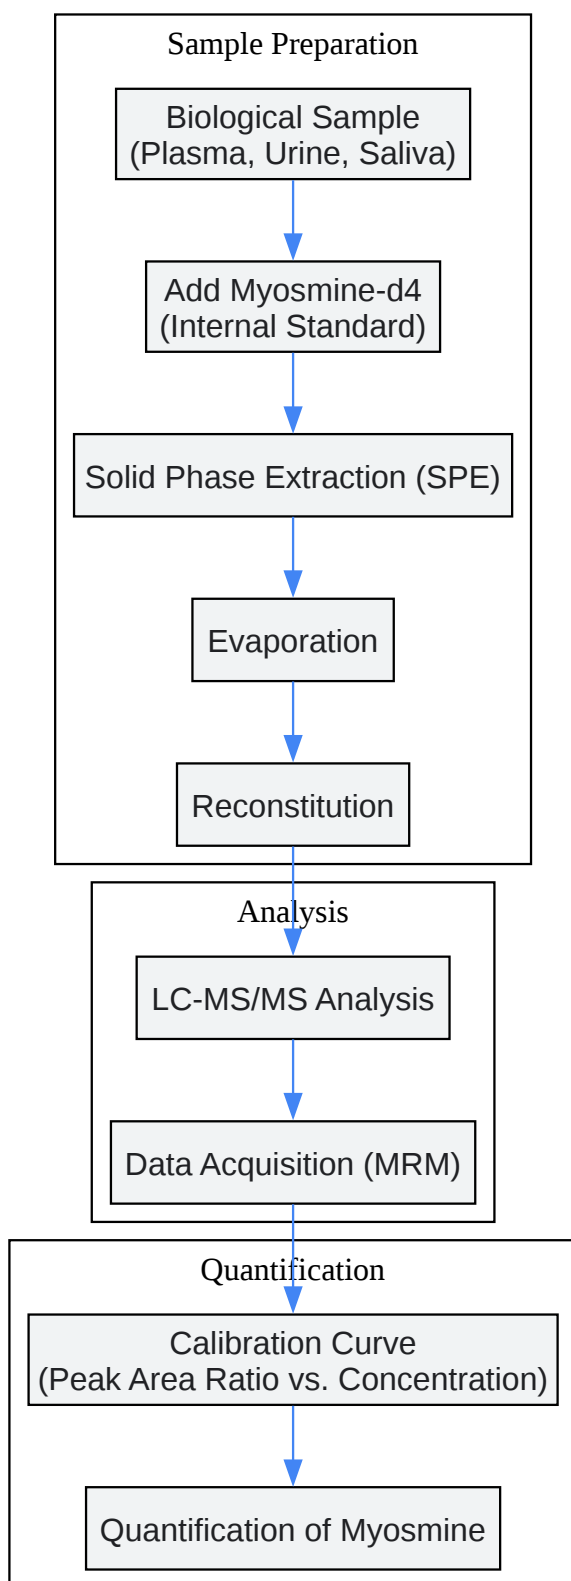 Sample Preparation
Biological Sample
(Plasma, Urine, Saliva)
Add Myosmine-d4
(Internal Standard)
Solid Phase Extraction (SPE)
Evaporation
Reconstitution
Analysis
LC-MS/MS Analysis
Data Acquisition (MRM)
Quantification
Calibration Curve
(Peak Area Ratio vs. Concentration)
Quantification of Myosmine